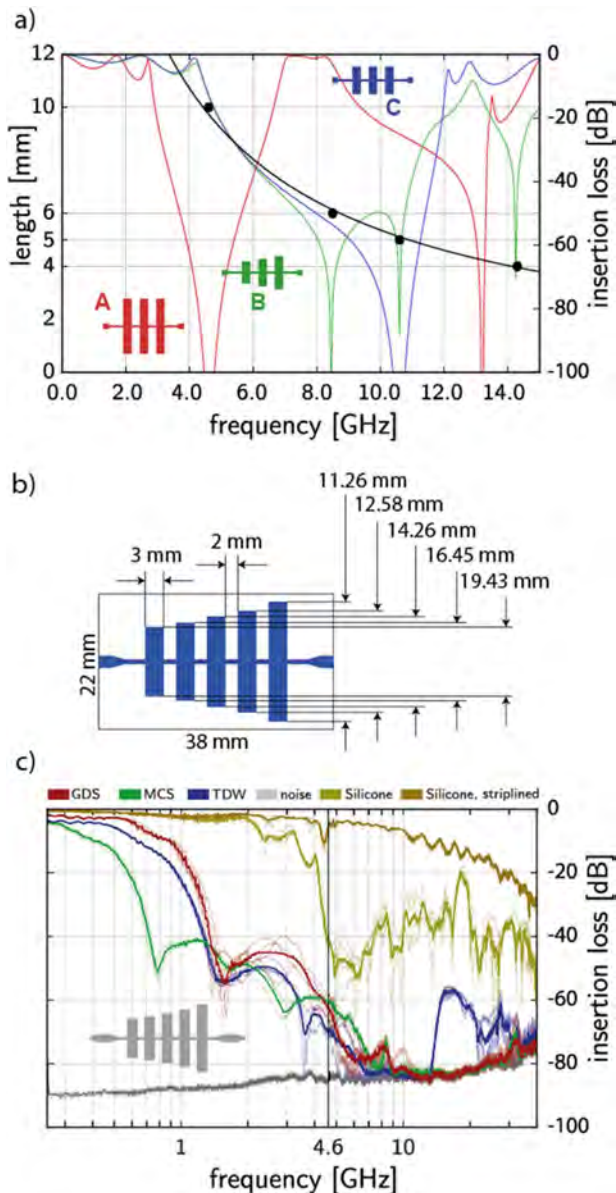 a)
12
10
6
5
4
2
0
length [mm]
0
-20
-40
-60
-80
-100
insertion loss [dB]
A
B
C
0.0 2.0 4.0 6.0 8.0 10.0 12.0 14.0
frequency [GHz]
b)
11.26 mm
12.58 mm
14.26 mm
16.45 mm
19.43 mm
3 mm
2 mm
22 mm
38 mm
c)
GDS MCS TDW noise Silicone Silicone, striplined
0
-20
-40
-60
-80
-100
insertion loss [dB]
1 4.6 10
frequency [GHz]